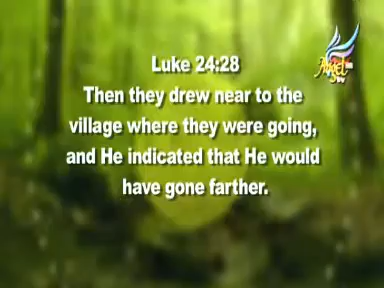 Luke 24:28
Then they drew near to the
village where they were going,
and He indicated that He would
have gone farther.
Angel